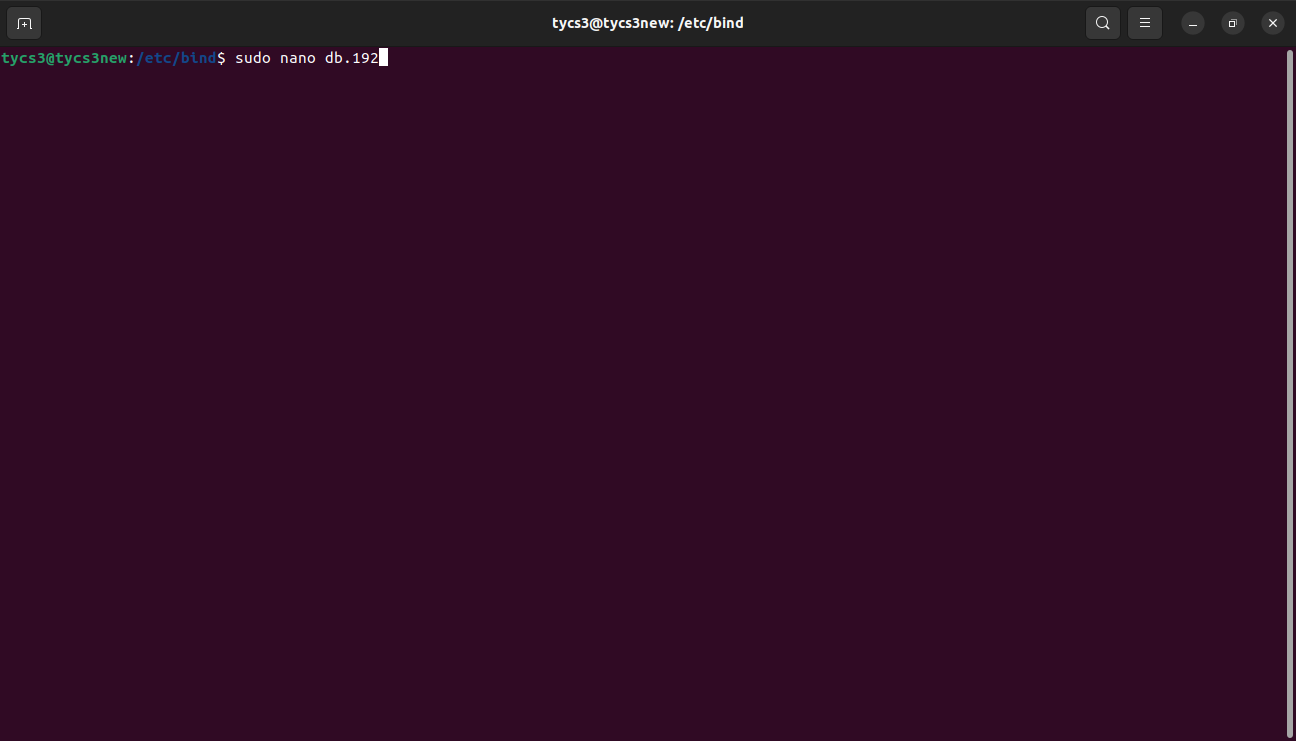 tycs3@tycs3new: /etc/bind
tycs3@tycs3new:/etc/bind$ sudo nano db.192